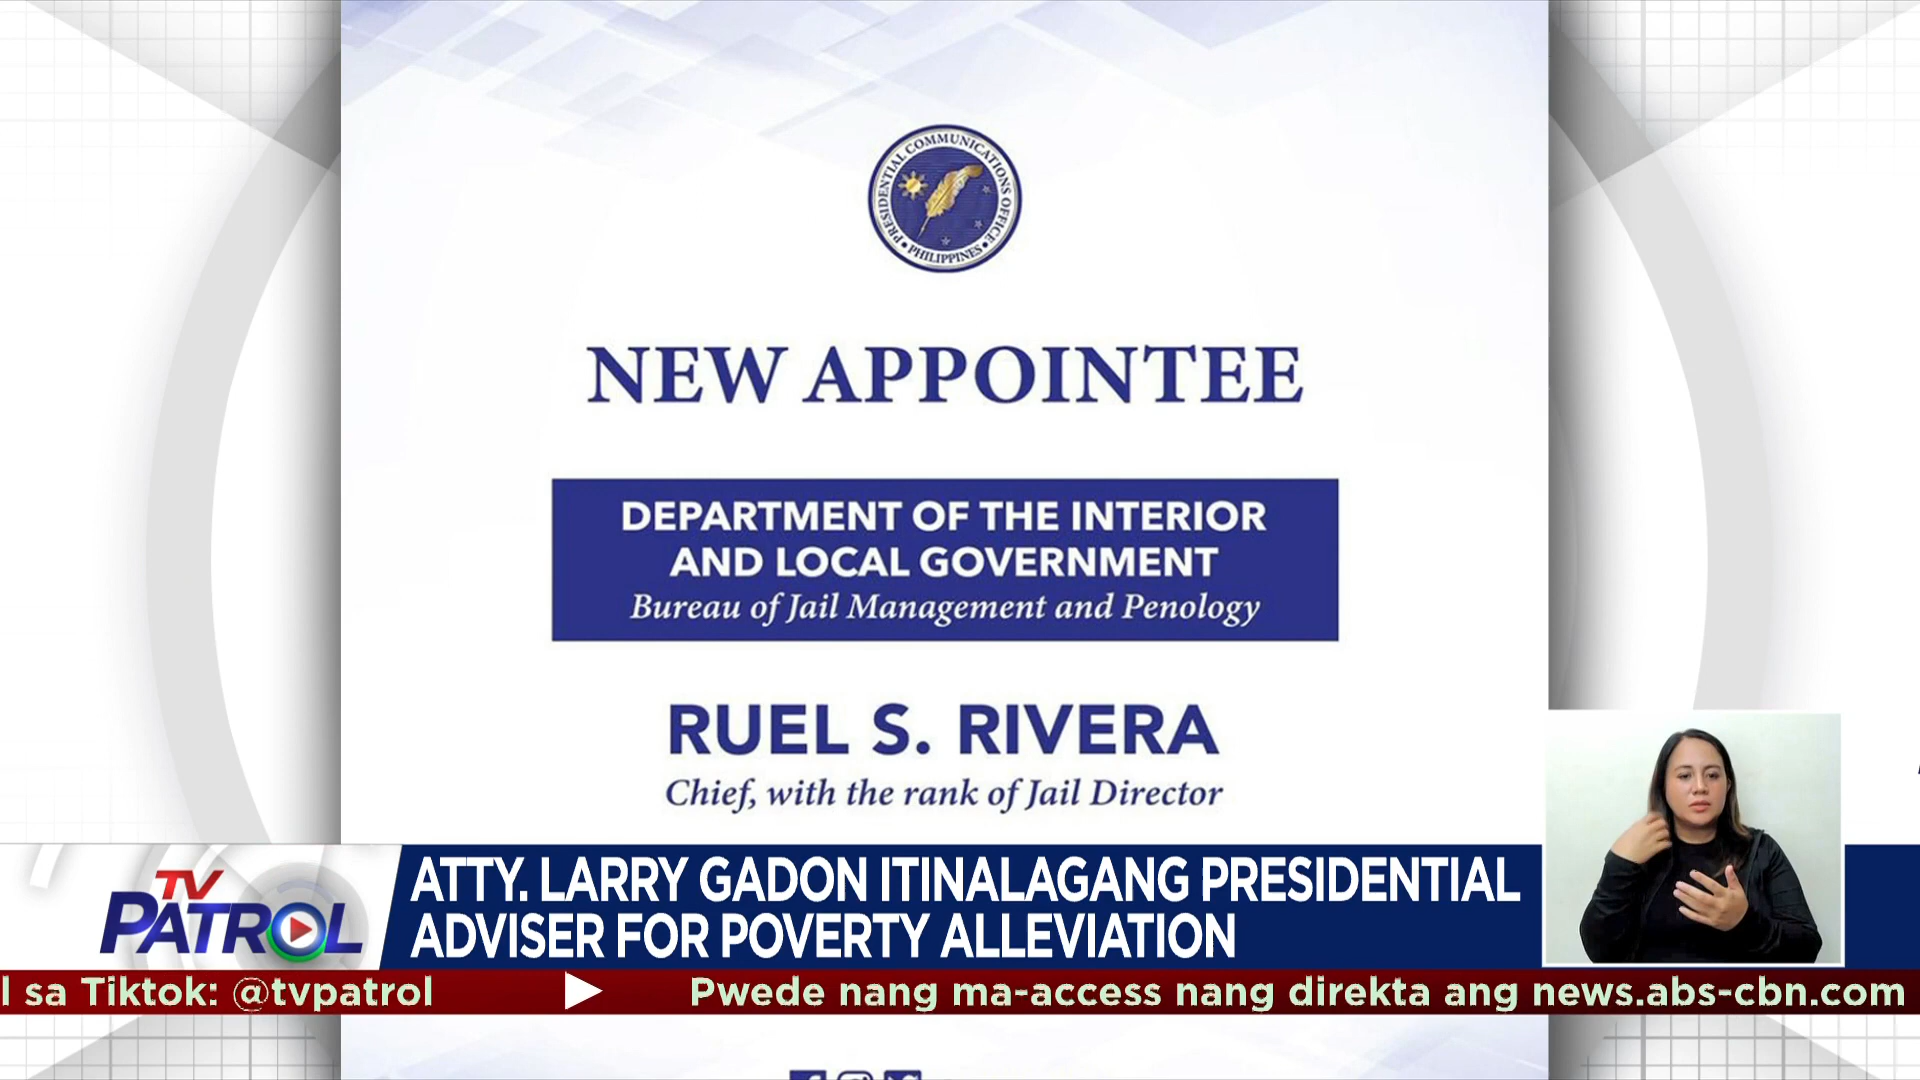 PRESIDENTIAL COMMUNICATIONS OFFICE
PHILIPPINES
NEW APPOINTEE
DEPARTMENT OF THE INTERIOR
AND LOCAL GOVERNMENT
Bureau of Jail Management and Penology
RUEL S. RIVERA
Chief, with the rank of Jail Director
TV
PATROL
ATTY. LARRY GADON ITINALAGANG PRESIDENTIAL
ADVISER FOR POVERTY ALLEVIATION
l sa Tiktok: @tvpatrol Pwede nang ma-access nang direkta ang news.abs-cbn.com